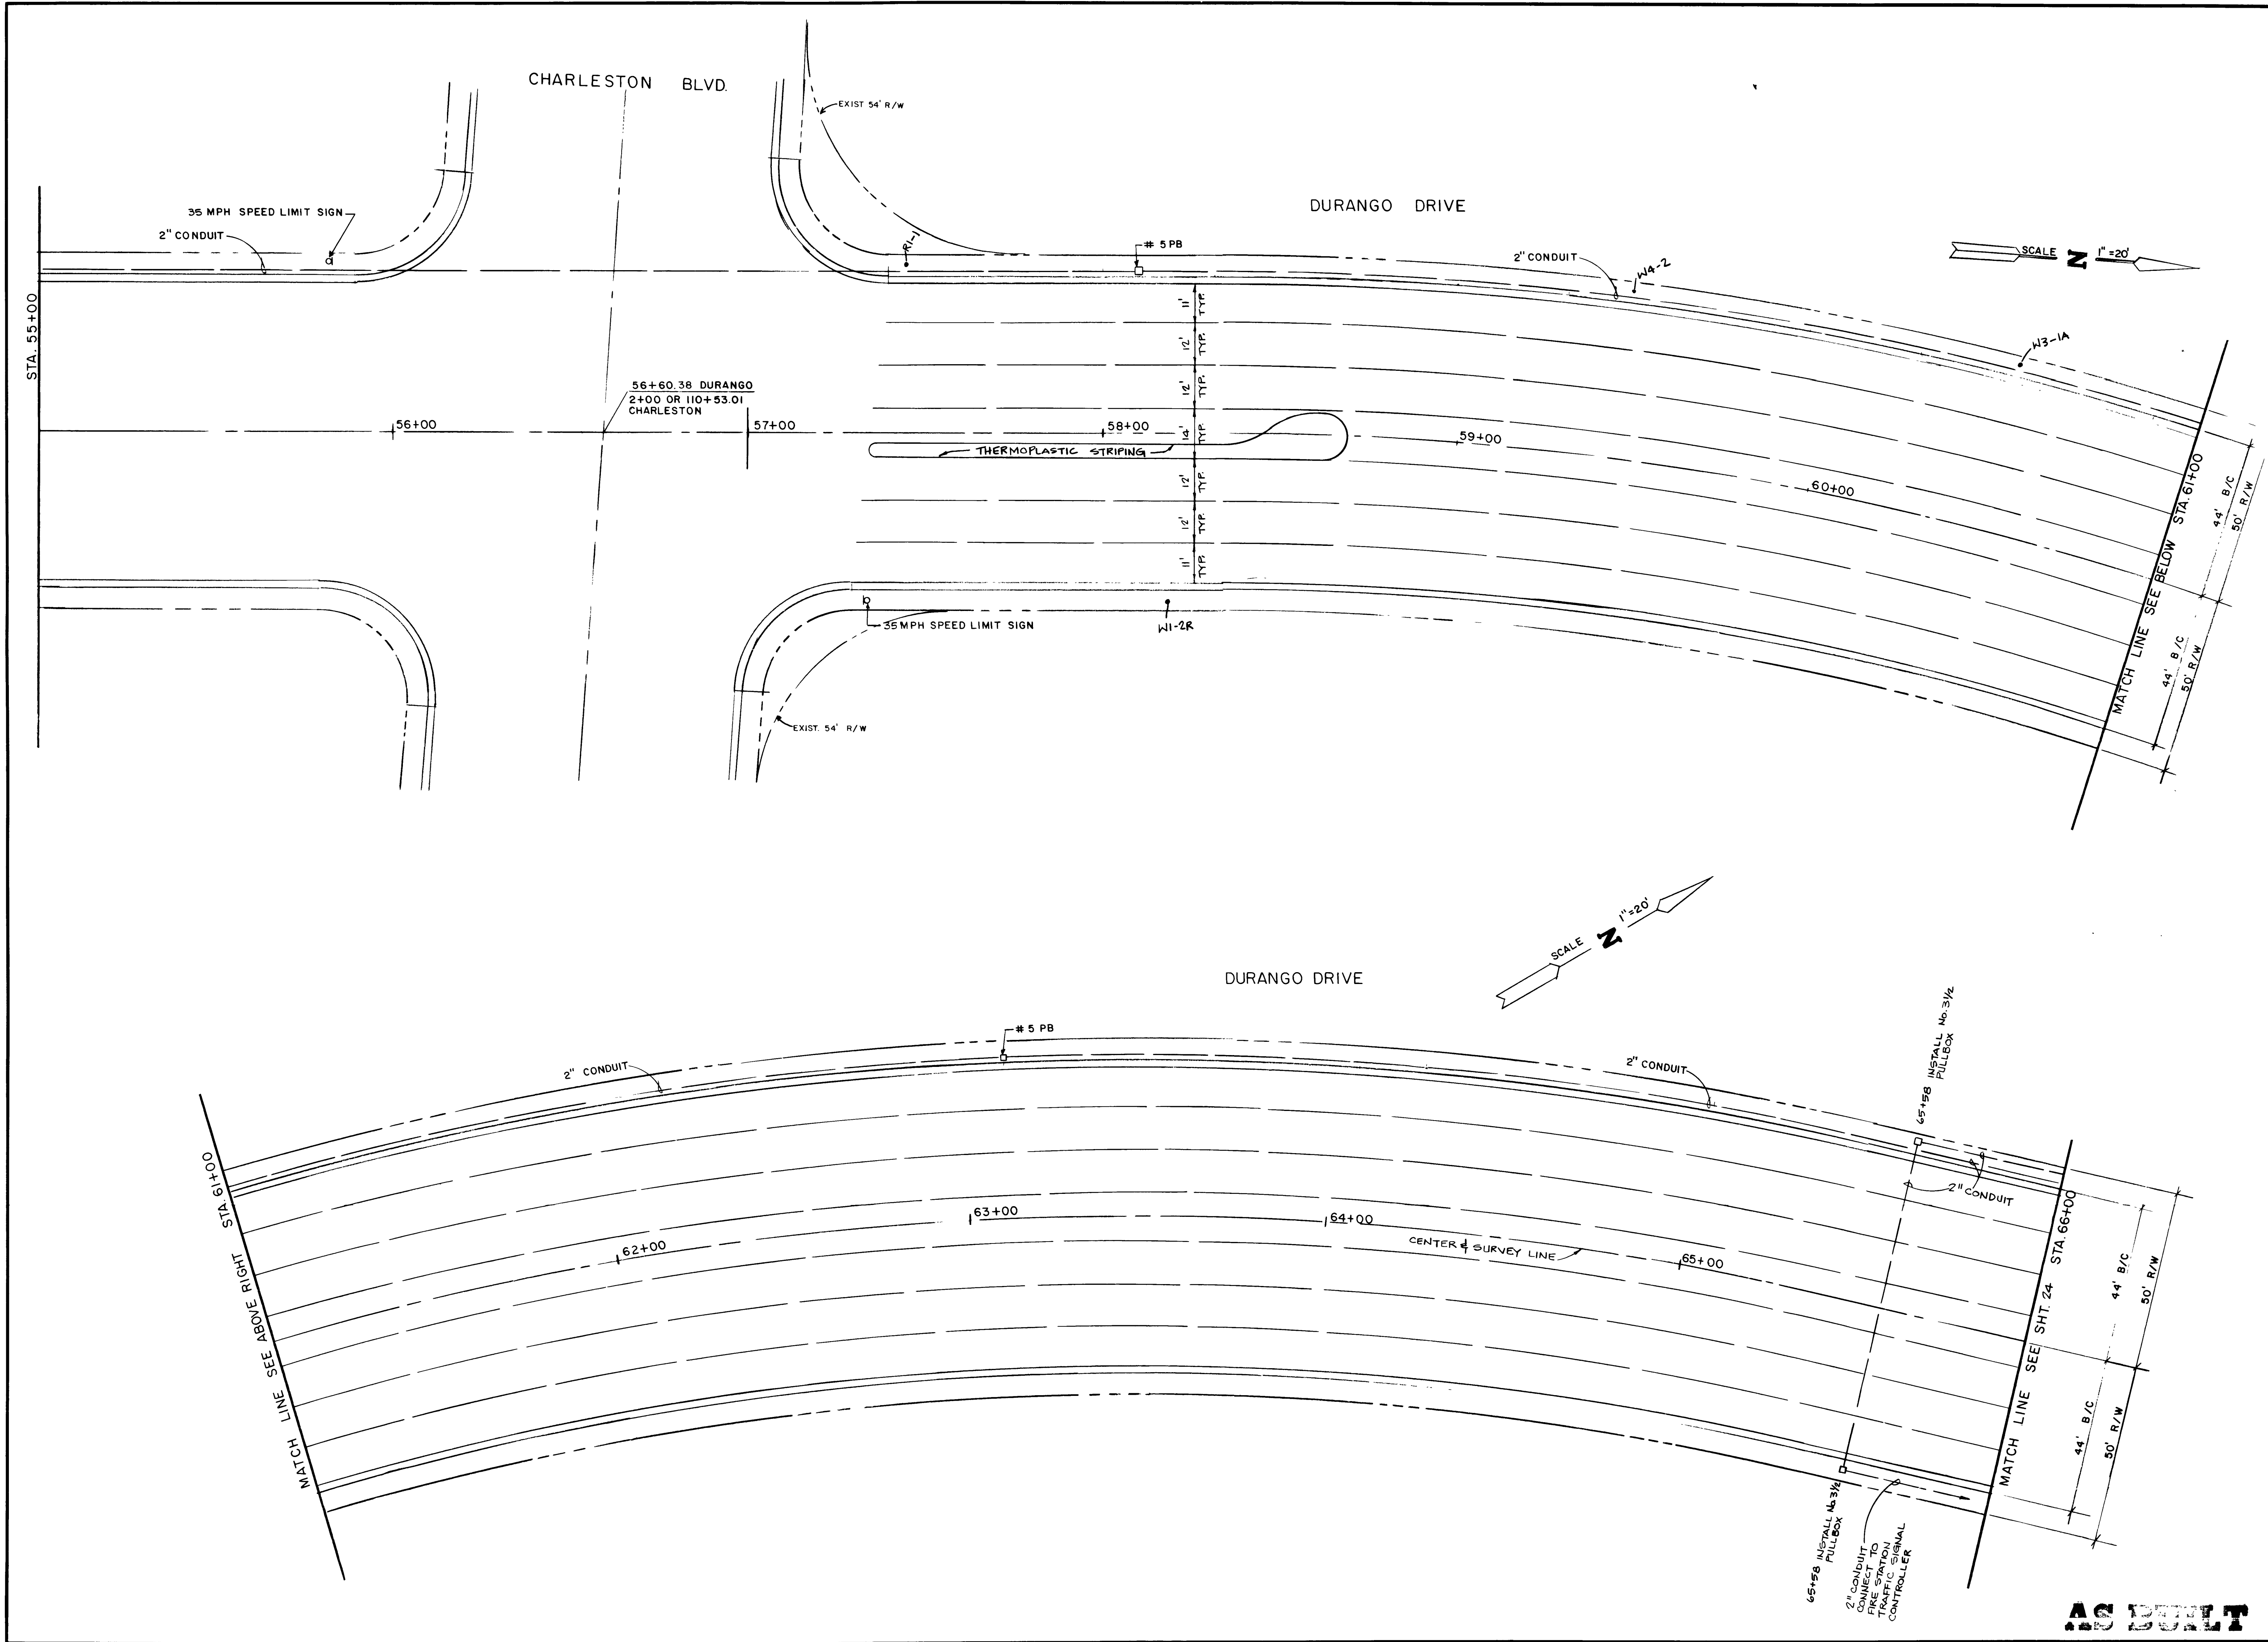 CHARLESTON BLVD.
EXIST 54' R/W
35 MPH SPEED LIMIT SIGN
2" CONDUIT
R1-1
# 5 PB
DURANGO DRIVE
2" CONDUIT
W4-2
SCALE N 1"=20'
W3-1A
STA. 55+00
11' TYP.
12' TYP.
12' TYP.
14' TYP.
12' TYP.
12' TYP.
11' TYP.
56+60.38 DURANGO
2+00 OR 110+53.01
CHARLESTON
56+00
57+00
58+00
59+00
60+00
THERMOPLASTIC STRIPING
35 MPH SPEED LIMIT SIGN
W1-2R
EXIST. 54' R/W
MATCH LINE SEE BELOW STA. 61+00
44' B/C
50' R/W
44' B/C
50' R/W
SCALE N 1"=20'
DURANGO DRIVE
# 5 PB
2" CONDUIT
2" CONDUIT
65+58 INSTALL No. 3 1/2
PULLBOX
2" CONDUIT
MATCH LINE SEE ABOVE RIGHT STA. 61+00
62+00
63+00
64+00
65+00
CENTER & SURVEY LINE
MATCH LINE SEE SHT. 24 STA. 66+00
44' B/C
50' R/W
44' B/C
50' R/W
65+58 INSTALL No 3 1/2
PULLBOX
2" CONDUIT
CONNECT TO
FIRE STATION
TRAFFIC SIGNAL
CONTROLLER
AS BUILT